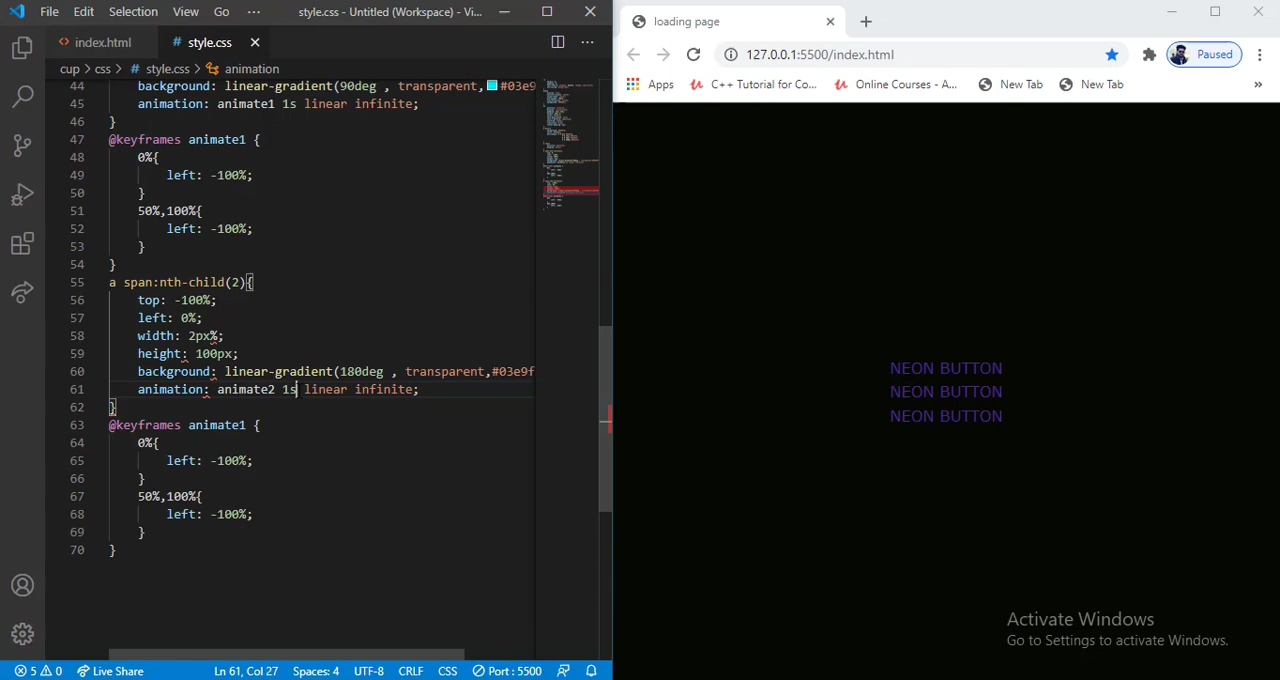 File Edit Selection View Go ··· style.css - Untitled (Workspace) - Vi...
index.html # style.css
cup > css > # style.css > animation
44 background: linear-gradient(90deg , transparent, #03e9
45 animation: animate1 1s linear infinite;
46 }
47 @keyframes animate1 {
48 0%{
49 left: -100%;
50 }
51 50%,100%{
52 left: -100%;
53 }
54 }
55 a span:nth-child(2){
56 top: -100%;
57 left: 0%;
58 width: 2px%;
59 height: 100px;
60 background: linear-gradient(180deg , transparent,#03e9f
61 animation: animate2 1s linear infinite;
62 }
63 @keyframes animate1 {
64 0%{
65 left: -100%;
66 }
67 50%,100%{
68 left: -100%;
69 }
70 }
5 0 Live Share Ln 61, Col 27 Spaces: 4 UTF-8 CRLF CSS Port : 5500
loading page
127.0.0.1:5500/index.html Paused
Apps C++ Tutorial for Co... Online Courses - A... New Tab New Tab »
NEON BUTTON
NEON BUTTON
NEON BUTTON
Activate Windows
Go to Settings to activate Windows.